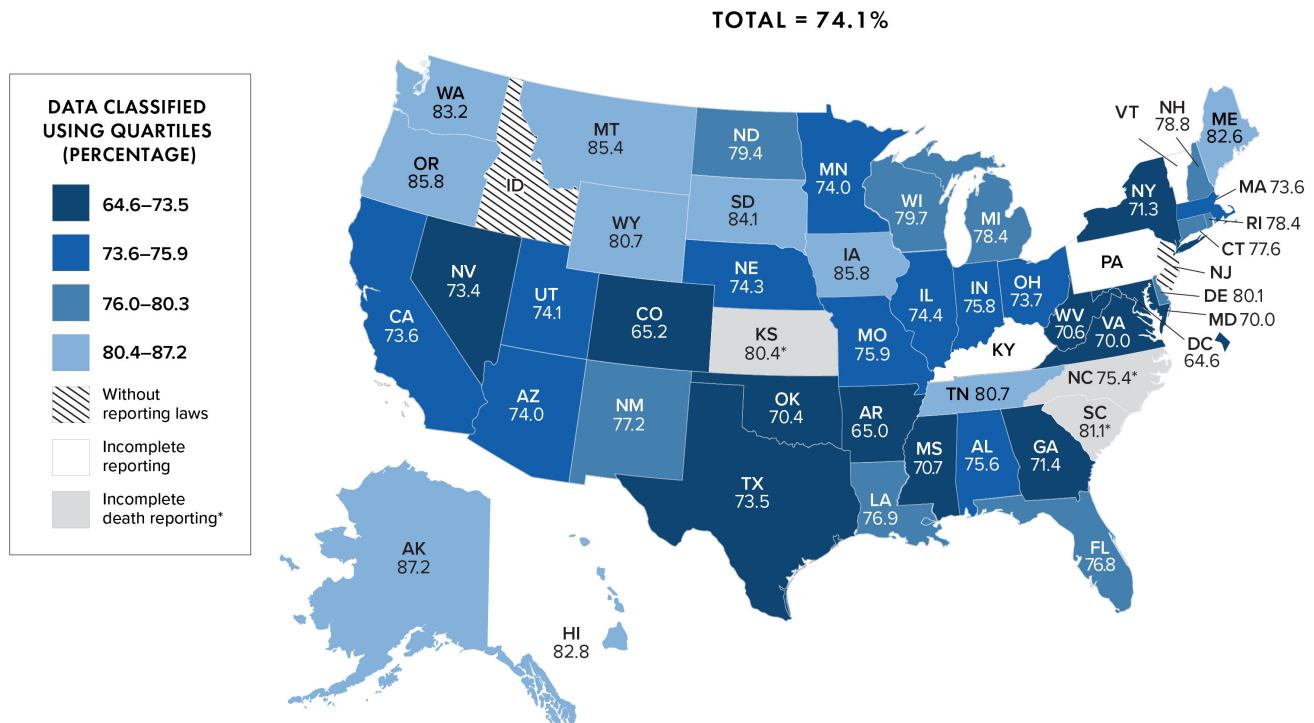 TOTAL = 74.1%
DATA CLASSIFIED
USING QUARTILES
(PERCENTAGE)
64.6–73.5
73.6–75.9
76.0–80.3
80.4–87.2
Without
reporting laws
Incomplete
reporting
Incomplete
death reporting*
WA
83.2
OR
85.8
ID
MT
85.4
WY
80.7
ND
79.4
SD
84.1
MN
74.0
WI
79.7
MI
78.4
IA
85.8
NE
74.3
NV
73.4
UT
74.1
CO
65.2
CA
73.6
KS
80.4*
MO
75.9
IL
74.4
IN
75.8
OH
73.7
KY
WV
70.6
VA
70.0
PA
NY
71.3
VT
NH
78.8
ME
82.6
MA 73.6
RI 78.4
CT 77.6
NJ
DE 80.1
MD 70.0
DC
64.6
AZ
74.0
NM
77.2
OK
70.4
AR
65.0
TN 80.7
NC 75.4*
SC
81.1*
MS
70.7
AL
75.6
GA
71.4
TX
73.5
LA
76.9
FL
76.8
AK
87.2
HI
82.8